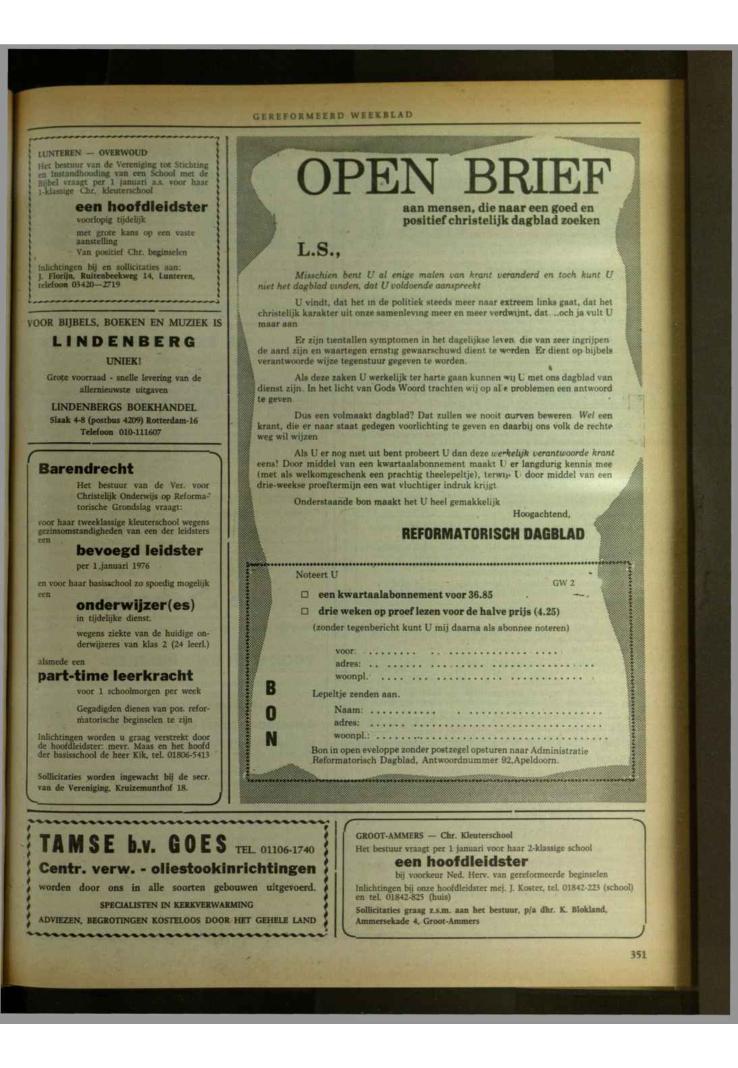 GEREFORMEERD WEEKBLAD
LUNTEREN — OVERWOUD
Het bestuur van de Vereniging tot Stichting
en Instandhouding van een School met de
Bijbel vraagt per 1 januari a.s. voor haar
1-klassige Chr. kleuterschool
een hoofdleidster
voorlopig tijdelijk
met grote kans op een vaste
aanstelling
Van positief Chr. beginselen
Inlichtingen bij en sollicitaties aan:
J. Florijn, Ruitenbeekweg 14, Lunteren,
telefoon 03420—2719
VOOR BIJBELS, BOEKEN EN MUZIEK IS
LINDENBERG
UNIEK!
Grote voorraad - snelle levering van de
allernieuwste uitgaven
LINDENBERGS BOEKHANDEL
Slaak 4-8 (postbus 4209) Rotterdam-16
Telefoon 010-111607
Barendrecht
Het bestuur van de Ver. voor
Christelijk Onderwijs op Reforma-
torische Grondslag vraagt:
voor haar tweeklassige kleuterschool wegens
gezinsomstandigheden van een der leidsters
een
bevoegd leidster
per 1 januari 1976
en voor haar basisschool zo spoedig mogelijk
een
onderwijzer(es)
in tijdelijke dienst.
wegens ziekte van de huidige on-
derwijzeres van klas 2 (24 leerl.)
alsmede een
part-time leerkracht
voor 1 schoolmorgen per week
Gegadigden dienen van pos. refor-
matorische beginselen te zijn
Inlichtingen worden u graag verstrekt door
de hoofdleidster: mevr. Maas en het hoofd
der basisschool de heer Kik, tel. 01806-5413
Sollicitaties worden ingewacht bij de secr.
van de Vereniging, Kruizemunthof 18.
OPEN BRIEF
aan mensen, die naar een goed en
positief christelijk dagblad zoeken
L.S.,
Misschien bent U al enige malen van krant veranderd en toch kunt U
niet het dagblad vinden, dat U voldoende aanspreekt
U vindt, dat het in de politiek steeds meer naar extreem links gaat, dat het
christelijk karakter uit onze samenleving meer en meer verdwijnt, dat ...och ja vult U
maar aan
Er zijn tientallen symptomen in het dagelijkse leven, die van zeer ingrijpen-
de aard zijn en waartegen ernstig gewaarschuwd dient te worden Er dient op bijbels
verantwoorde wijze tegenstuur gegeven te worden.
Als deze zaken U werkelijk ter harte gaan kunnen wij U met ons dagblad van
dienst zijn. In het licht van Gods Woord trachten wij op alle problemen een antwoord
te geven
Dus een volmaakt dagblad? Dat zullen we nooit durven beweren. Wel een
krant, die er naar staat gedegen voorlichting te geven en daarbij ons volk de rechte
weg wil wijzen
Als U er nog niet uit bent probeert U dan deze werkelijk verantwoorde krant
eens! Door middel van een kwartaalabonnement maakt U er langdurig kennis mee
(met als welkomgeschenk een prachtig theelepeltje), terwijl U door middel van een
drie-weekse proeftermijn een wat vluchtiger indruk krijgt
Onderstaande bon maakt het U heel gemakkelijk
Hoogachtend,
REFORMATORISCH DAGBLAD
Noteert U
GW 2
☐ een kwartaalabonnement voor 36.85
☐ drie weken op proef lezen voor de halve prijs (4.25)
(zonder tegenbericht kunt U mij daarna als abonnee noteren)
voor: ..................................
adres: ..................................
woonpl. ..................................
BON
Lepeltje zenden aan.
Naam: ..................................
adres: ..................................
woonpl.: ..................................
Bon in open eveloppe zonder postzegel opsturen naar Administratie
Reformatorisch Dagblad, Antwoordnummer 92, Apeldoorn.
TAMSE b.v. GOES TEL. 01106-1740
Centr. verw. - oliestookinrichtingen
worden door ons in alle soorten gebouwen uitgevoerd.
SPECIALISTEN IN KERKVERWARMING
ADVIEZEN, BEGROTINGEN KOSTELOOS DOOR HET GEHELE LAND
GROOT-AMMERS — Chr. Kleuterschool
Het bestuur vraagt per 1 januari voor haar 2-klassige school
een hoofdleidster
bij voorkeur Ned. Herv. van gereformeerde beginselen
Inlichtingen bij onze hoofdleidster mej. J. Koster, tel. 01842-223 (school)
en tel. 01842-825 (huis)
Sollicitaties graag z.s.m. aan het bestuur, p/a dhr. K. Blokland,
Ammersekade 4, Groot-Ammers
351